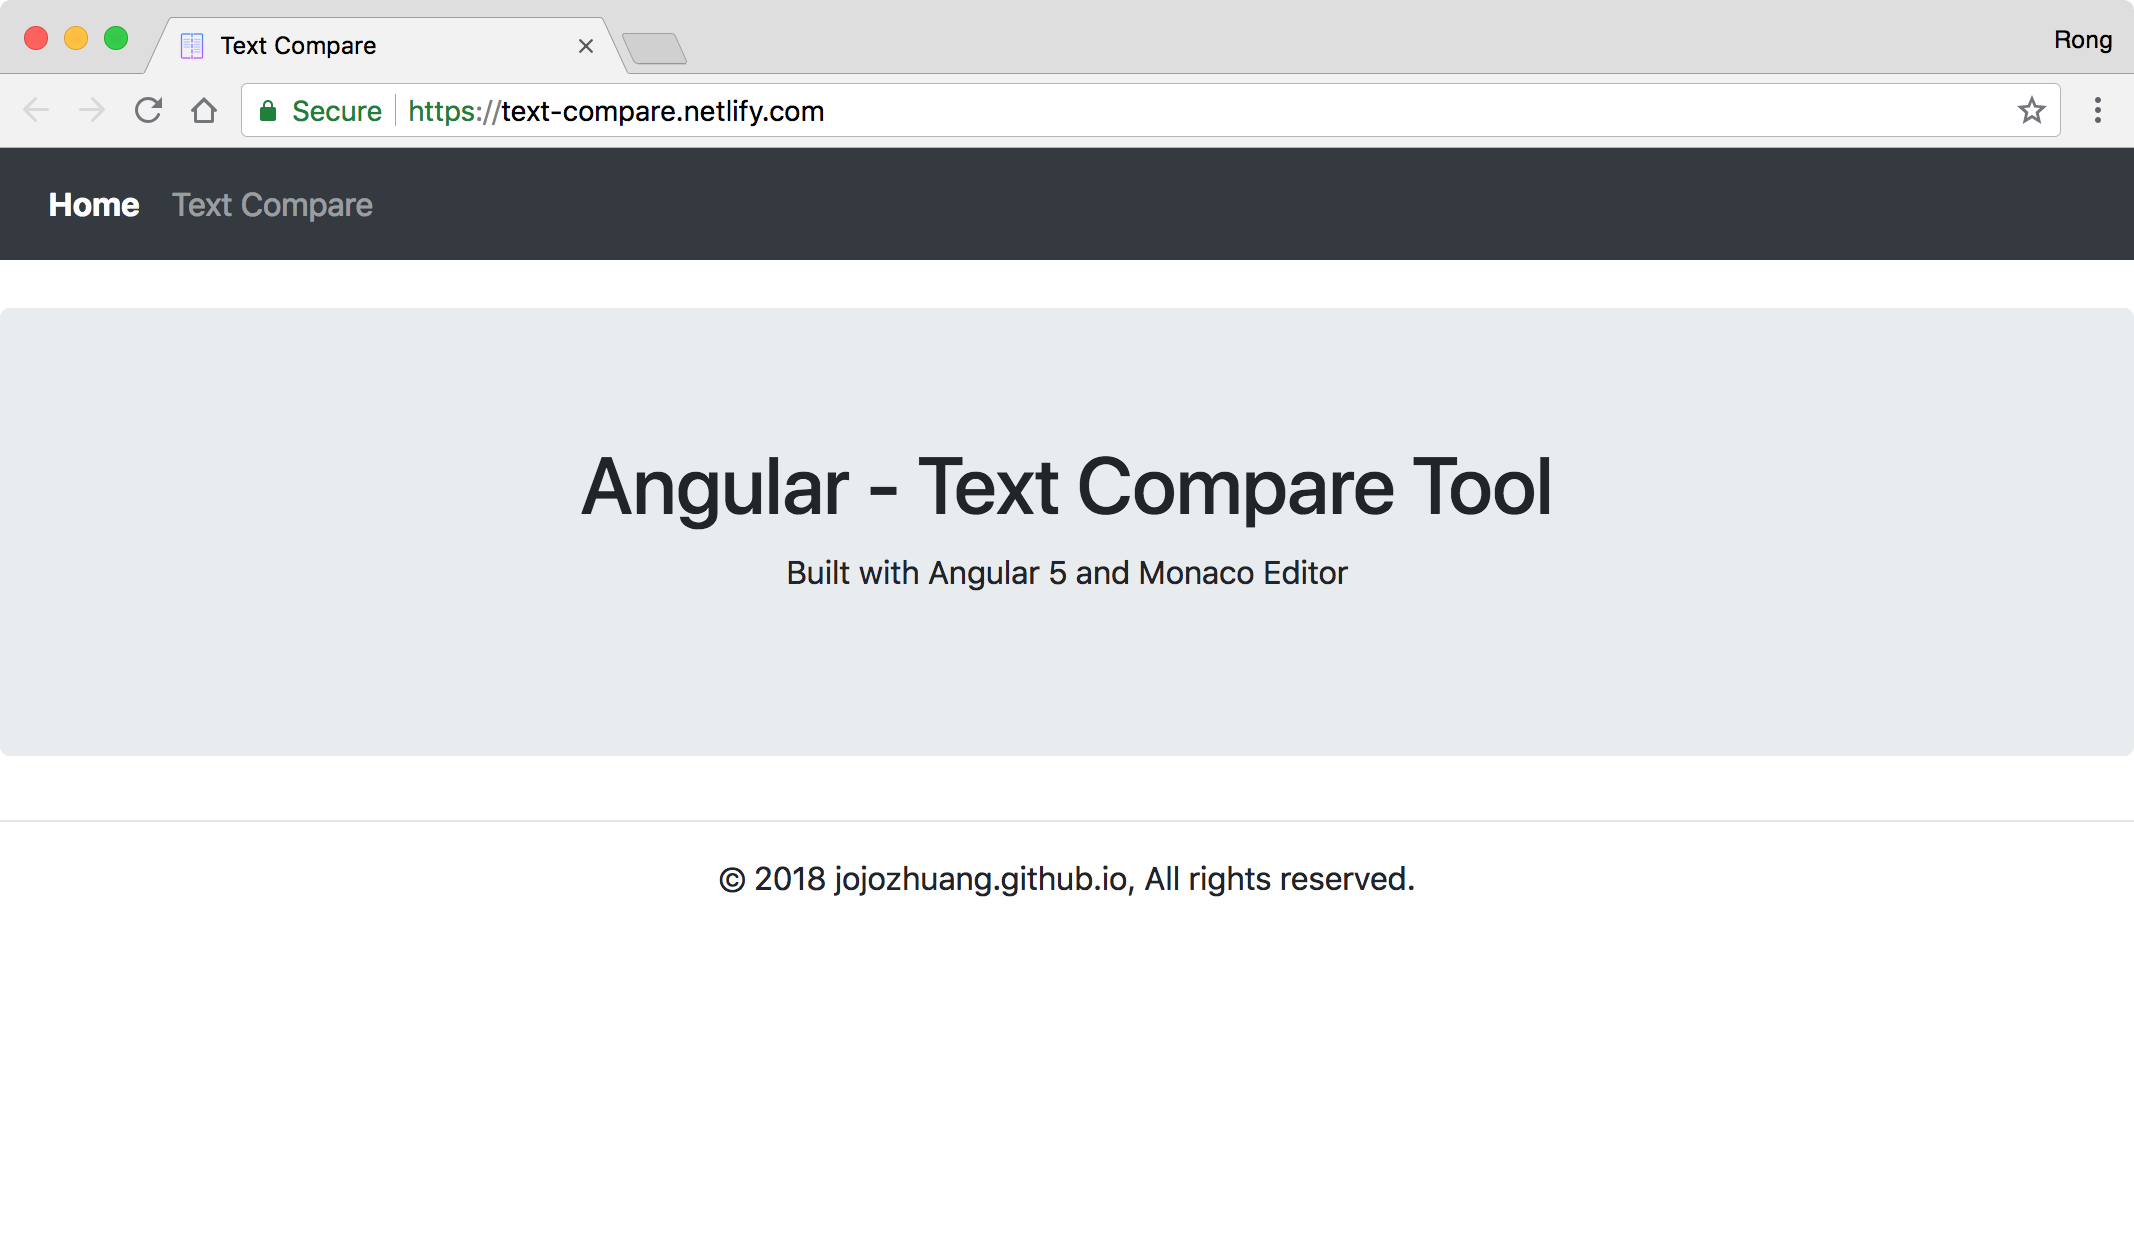 Text Compare
Rong
Secure https://text-compare.netlify.com
Home Text Compare
Angular - Text Compare Tool
Built with Angular 5 and Monaco Editor
© 2018 jojozhuang.github.io, All rights reserved.